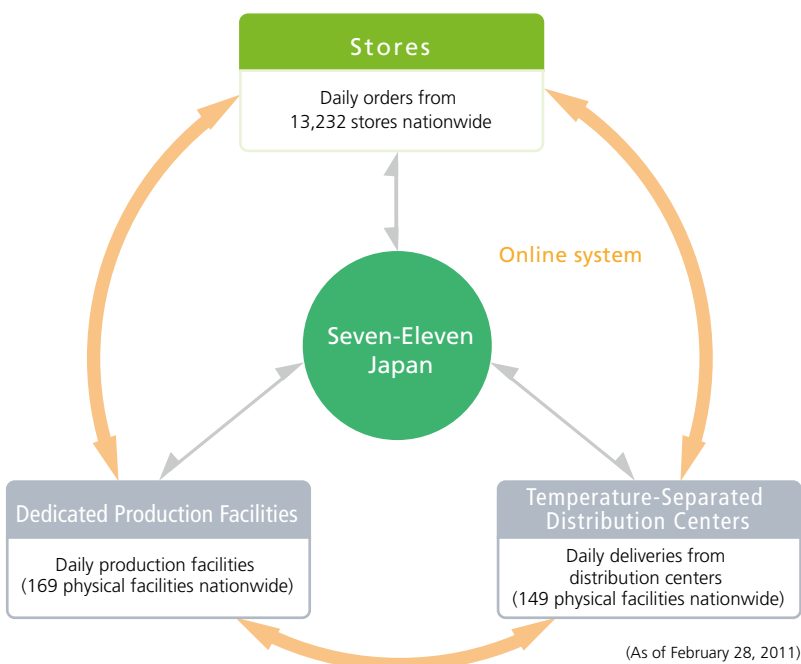 Stores
Daily orders from
13,232 stores nationwide
Online system
Seven-Eleven
Japan
Dedicated Production Facilities
Daily production facilities
(169 physical facilities nationwide)
Temperature-Separated
Distribution Centers
Daily deliveries from
distribution centers
(149 physical facilities nationwide)
(As of February 28, 2011)